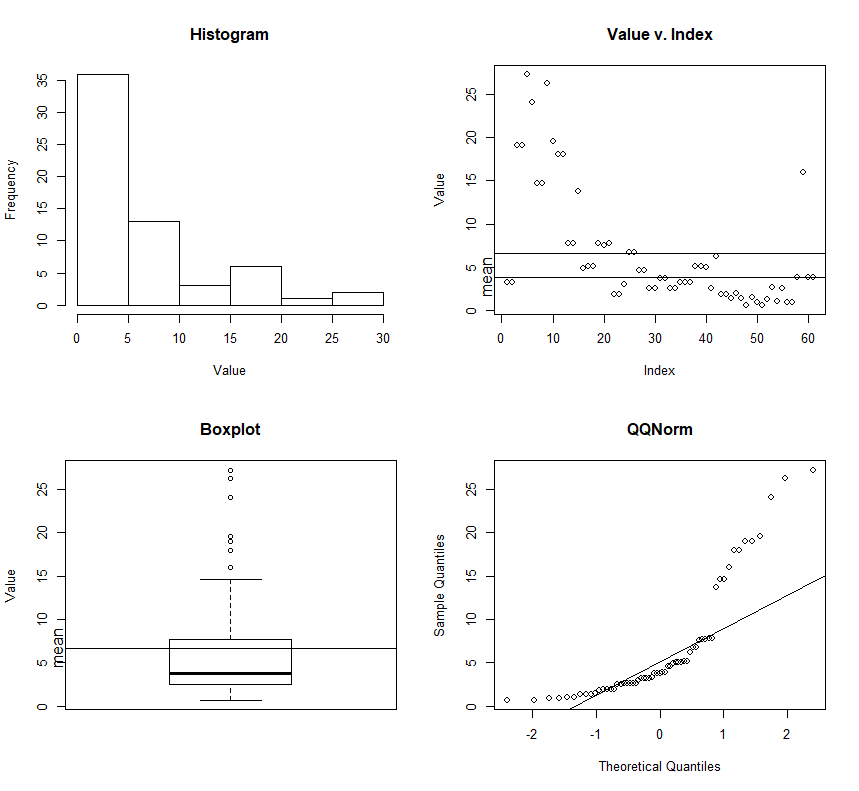 Histogram
Frequency
35
30
25
20
15
10
5
0
0 5 10 15 20 25 30
Value
Value v. Index
Value
25
20
15
10
5
0
mean
0 10 20 30 40 50 60
Index
Boxplot
Value
25
20
15
10
5
0
mean
QQNorm
Sample Quantiles
25
20
15
10
5
0
-2 -1 0 1 2
Theoretical Quantiles